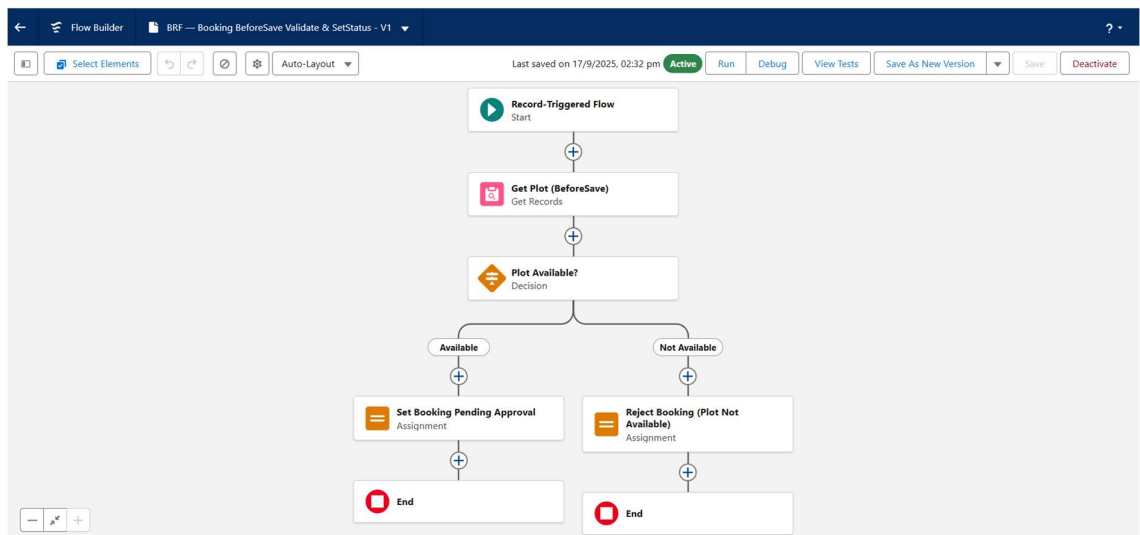 Flow Builder
BRF — Booking BeforeSave Validate & SetStatus - V1
?
Select Elements
Auto-Layout
Last saved on 17/9/2025, 02:32 pm
Active
Run
Debug
View Tests
Save As New Version
Save
Deactivate
Record-Triggered Flow
Start
Get Plot (BeforeSave)
Get Records
Plot Available?
Decision
Available
Not Available
Set Booking Pending Approval
Assignment
Reject Booking (Plot Not
Available)
Assignment
End
End